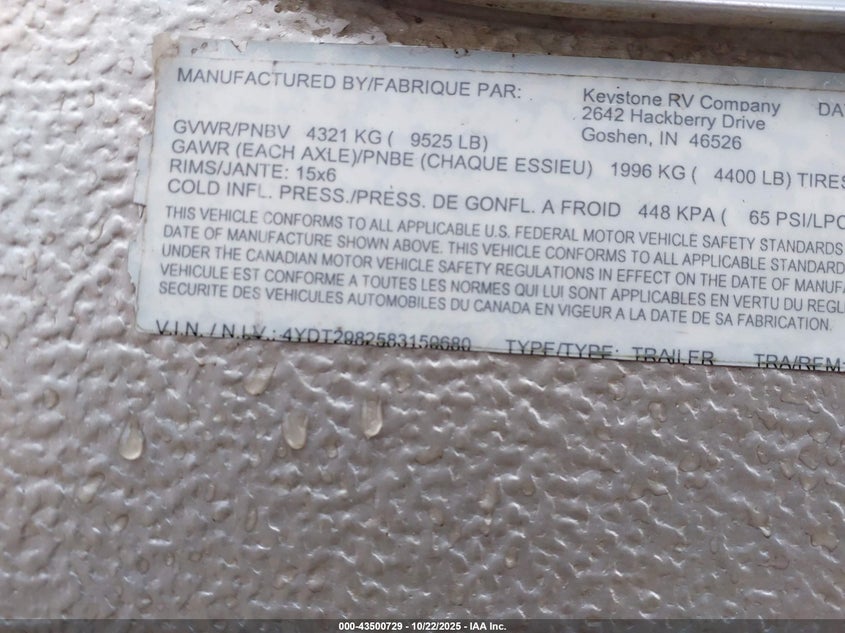 MANUFACTURED BY/FABRIQUE PAR: Keystone RV Company DA
2642 Hackberry Drive
Goshen, IN 46526
GVWR/PNBV 4321 KG ( 9525 LB)
GAWR (EACH AXLE)/PNBE (CHAQUE ESSIEU) 1996 KG ( 4400 LB) TIRES
RIMS/JANTE: 15x6
COLD INFL. PRESS./PRESS. DE GONFL. A FROID 448 KPA ( 65 PSI/LPC
THIS VEHICLE CONFORMS TO ALL APPLICABLE U.S. FEDERAL MOTOR VEHICLE SAFETY STANDARDS
DATE OF MANUFACTURE SHOWN ABOVE. THIS VEHICLE CONFORMS TO ALL APPLICABLE STANDARD
UNDER THE CANADIAN MOTOR VEHICLE SAFETY REGULATIONS IN EFFECT ON THE DATE OF MANUFA
VEHICULE EST CONFORME A TOUTES LES NORMES QUI LUI SONT APPLICABLES EN VERTU DU REGL
SECURITE DES VEHICULES AUTOMOBILES DU CANADA EN VIGEUR A LA DATE DE SA FABRICATION.
V.I.N. / N.I.V.: 4YDT2982583150680 TYPE/TYPE: TRAILER TRA/REM:
000-43500729 - 10/22/2025 - IAA Inc.